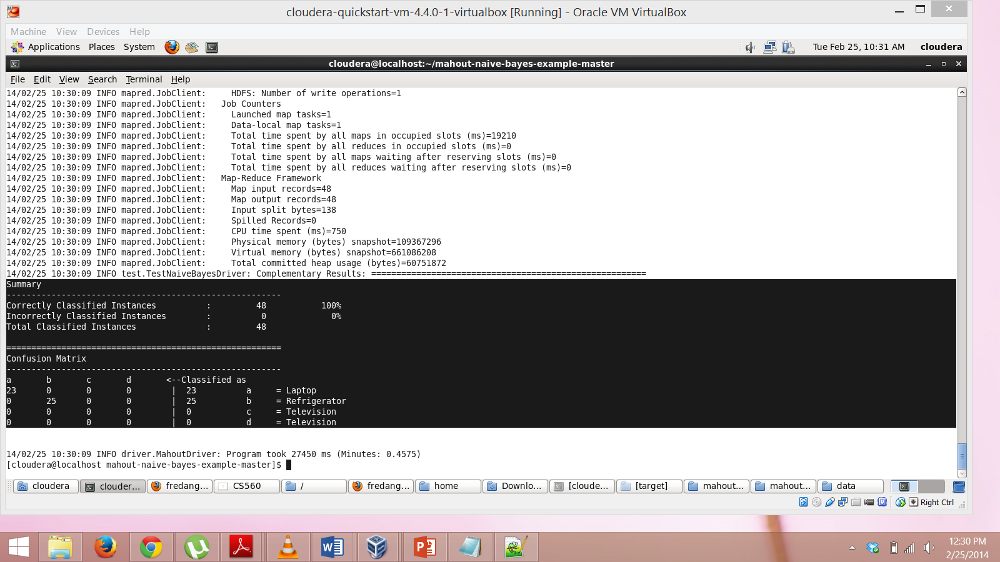 cloudera-quickstart-vm-4.4.0-1-virtualbox [Running] - Oracle VM VirtualBox
Machine View Devices Help
Applications Places System Tue Feb 25, 10:31 AM cloudera
cloudera@localhost:~/mahout-naive-bayes-example-master
File Edit View Search Terminal Help
14/02/25 10:30:09 INFO mapred.JobClient:     HDFS: Number of write operations=1
14/02/25 10:30:09 INFO mapred.JobClient:   Job Counters
14/02/25 10:30:09 INFO mapred.JobClient:     Launched map tasks=1
14/02/25 10:30:09 INFO mapred.JobClient:     Data-local map tasks=1
14/02/25 10:30:09 INFO mapred.JobClient:     Total time spent by all maps in occupied slots (ms)=19210
14/02/25 10:30:09 INFO mapred.JobClient:     Total time spent by all reduces in occupied slots (ms)=0
14/02/25 10:30:09 INFO mapred.JobClient:     Total time spent by all maps waiting after reserving slots (ms)=0
14/02/25 10:30:09 INFO mapred.JobClient:     Total time spent by all reduces waiting after reserving slots (ms)=0
14/02/25 10:30:09 INFO mapred.JobClient:   Map-Reduce Framework
14/02/25 10:30:09 INFO mapred.JobClient:     Map input records=48
14/02/25 10:30:09 INFO mapred.JobClient:     Map output records=48
14/02/25 10:30:09 INFO mapred.JobClient:     Input split bytes=138
14/02/25 10:30:09 INFO mapred.JobClient:     Spilled Records=0
14/02/25 10:30:09 INFO mapred.JobClient:     CPU time spent (ms)=750
14/02/25 10:30:09 INFO mapred.JobClient:     Physical memory (bytes) snapshot=109367296
14/02/25 10:30:09 INFO mapred.JobClient:     Virtual memory (bytes) snapshot=661086208
14/02/25 10:30:09 INFO mapred.JobClient:     Total committed heap usage (bytes)=60751872
14/02/25 10:30:09 INFO test.TestNaiveBayesDriver: Complementary Results: =======================================================
Summary
-------------------------------------------------------
Correctly Classified Instances          :         48           100%
Incorrectly Classified Instances        :          0             0%
Total Classified Instances              :         48
=======================================================
Confusion Matrix
-------------------------------------------------------
a       b       c       d       <--Classified as
23      0       0       0        |  23          a     = Laptop
0       25      0       0        |  25          b     = Refrigerator
0       0       0       0        |  0           c     = Television
0       0       0       0        |  0           d     = Television
14/02/25 10:30:09 INFO driver.MahoutDriver: Program took 27450 ms (Minutes: 0.4575)
[cloudera@localhost mahout-naive-bayes-example-master]$
cloudera clouder... fredang... CS560 / fredang... home Downlo... [cloude... [target] mahout... mahout... data
Right Ctrl
12:30 PM
2/25/2014